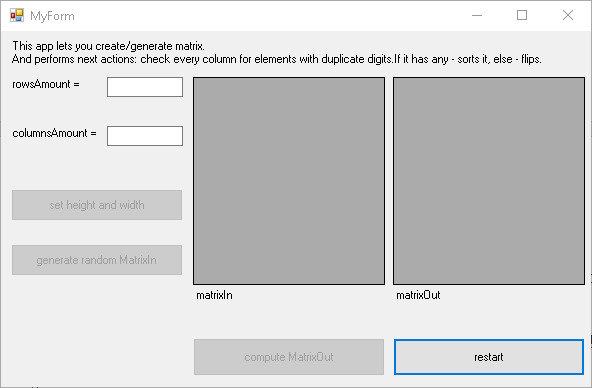 MyForm
This app lets you create/generate matrix.
And performs next actions: check every column for elements with duplicate digits.If it has any - sorts it, else - flips.
rowsAmount =
columnsAmount =
set height and width
generate random MatrixIn
matrixIn
matrixOut
compute MatrixOut
restart